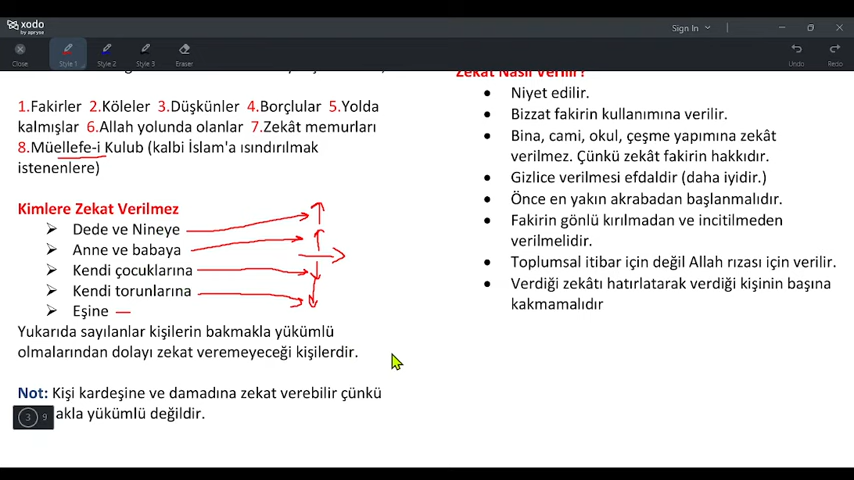 xodo
by apryse
Sign In
Close
Style 1
Style 2
Style 3
Eraser
Undo
Redo
1.Fakirler 2.Köleler 3.Düşkünler 4.Borçlular 5.Yolda
kalmışlar 6.Allah yolunda olanlar 7.Zekât memurları
8.Müellefe-i Kulub (kalbi İslam'a ısındırılmak
istenenlere)
Kimlere Zekat Verilmez
Dede ve Nineye
Anne ve babaya
Kendi çocuklarına
Kendi torunlarına
Eşine
Yukarıda sayılanlar kişilerin bakmakla yükümlü
olmalarından dolayı zekat veremeyeceği kişilerdir.
Not: Kişi kardeşine ve damadına zekat verebilir çünkü
akla yükümlü değildir.
3 9
Zekat Nasıl Verilir?
Niyet edilir.
Bizzat fakirin kullanımına verilir.
Bina, cami, okul, çeşme yapımına zekât
verilmez. Çünkü zekât fakirin hakkıdır.
Gizlice verilmesi efdaldir (daha iyidir.)
Önce en yakın akrabadan başlanmalıdır.
Fakirin gönlü kırılmadan ve incitilmeden
verilmelidir.
Toplumsal itibar için değil Allah rızası için verilir.
Verdiği zekâtı hatırlatarak verdiği kişinin başına
kakmamalıdır